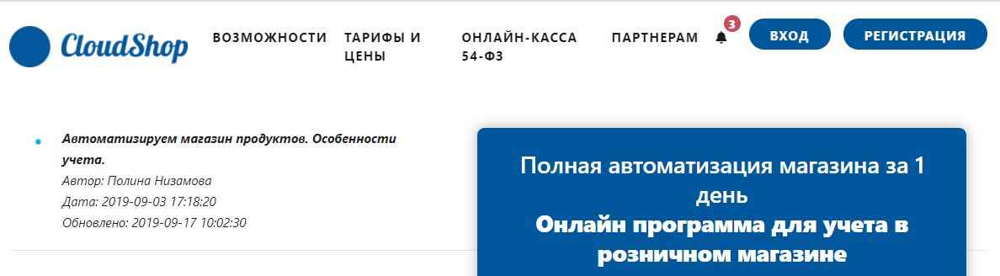 CloudShop
ВОЗМОЖНОСТИ
ТАРИФЫ И
ЦЕНЫ
ОНЛАЙН-КАССА
54-ФЗ
ПАРТНЕРАМ
3
ВХОД
РЕГИСТРАЦИЯ
Автоматизируем магазин продуктов. Особенности
учета.
Автор: Полина Низамова
Дата: 2019-09-03 17:18:20
Обновлено: 2019-09-17 10:02:30
Полная автоматизация магазина за 1
день
Онлайн программа для учета в
розничном магазине